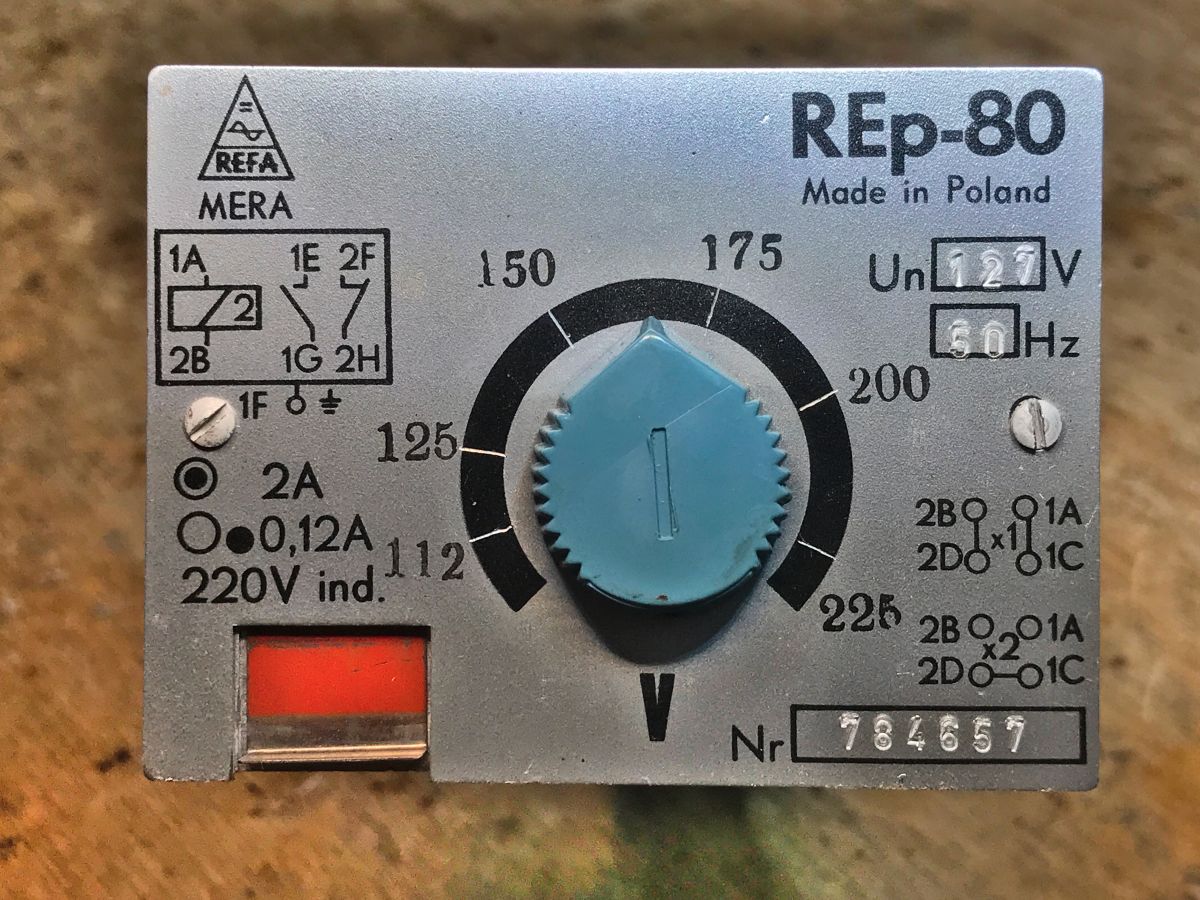 =
REFA
MERA
REp-80
Made in Poland
1A 1E 2F
2
2B 1G 2H
1F
150
175
Un 127 V
50 Hz
200
125
2A
0,12A
220V ind.
112
225
2B 1A
x1
2D 1C
2B 1A
x2
2D 1C
V
Nr 784657